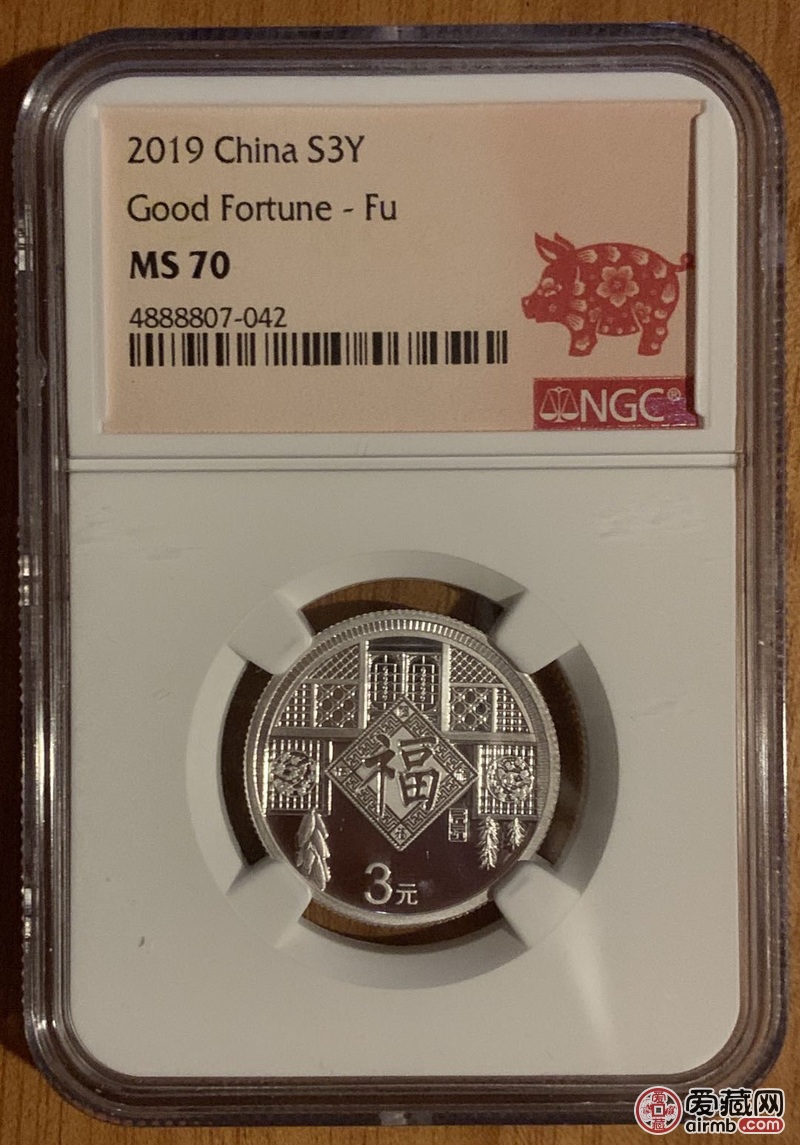 2019 China S3Y
Good Fortune - Fu
MS 70
4888807-042
NGC®
福
3元
爱藏网
airmb.com